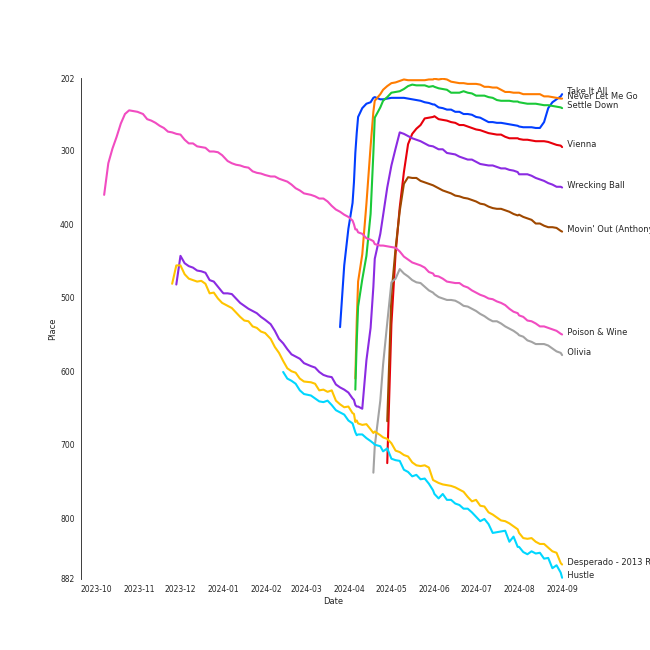 202
300
400
500
600
700
800
882
Place
2023-10
2023-11
2023-12
2024-01
2024-02
2024-03
2024-04
2024-05
2024-06
2024-07
2024-08
2024-09
Date
Take It All
Never Let Me Go
Settle Down
Vienna
Wrecking Ball
Movin' Out (Anthony
Poison & Wine
Olivia
Desperado - 2013 R
Hustle